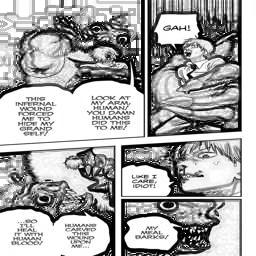 GAH!
LOOK AT
MY ARM,
HUMAN!
YOU DAMN
HUMANS
DID THIS
TO ME!
THIS
INFERNAL
WOUND
FORCED
ME TO
HIDE MY
GRAND
SELF!
LIKE I
CARE,
IDIOT!
MY
MEAL
BARKS!
HUMANS
CARVED
THIS
WOUND
UPON
ME...
...SO
I'LL
HEAL
IT WITH
HUMAN
BLOOD!